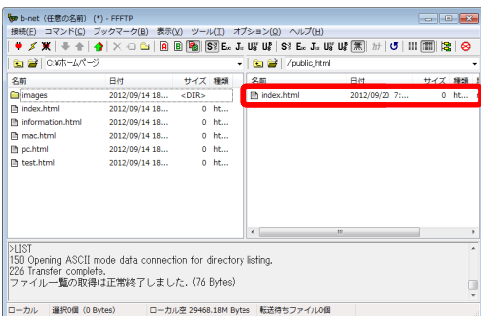 b-net (任意の名前) (*) - FFFTP
接続(F) コマンド(C) ブックマーク(B) 表示(V) ツール(T) オプション(O) ヘルプ(H)
C:¥ホームページ
/public_html
名前 日付 サイズ 種類
images 2012/09/14 18... <DIR>
index.html 2012/09/14 18... 0 ht...
information.html 2012/09/14 18... 0 ht...
mac.html 2012/09/14 18... 0 ht...
pc.html 2012/09/14 18... 0 ht...
test.html 2012/09/14 18... 0 ht...
名前 日付 サイズ 種類
index.html 7:... 0 ht...
>LIST
150 Opening ASCII mode data connection for directory listing.
226 Transfer complete.
ファイル一覧の取得は正常終了しました. (76 Bytes)
ローカル 選択0個 (0 Bytes) ローカル空 29468.18M Bytes 転送待ちファイル0個